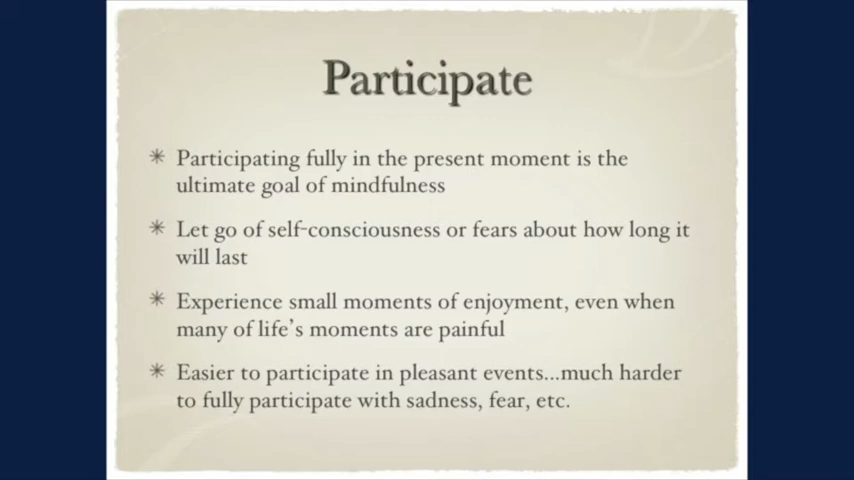 Participate
✳ Participating fully in the present moment is the
ultimate goal of mindfulness
✳ Let go of self-consciousness or fears about how long it
will last
✳ Experience small moments of enjoyment, even when
many of life's moments are painful
✳ Easier to participate in pleasant events...much harder
to fully participate with sadness, fear, etc.